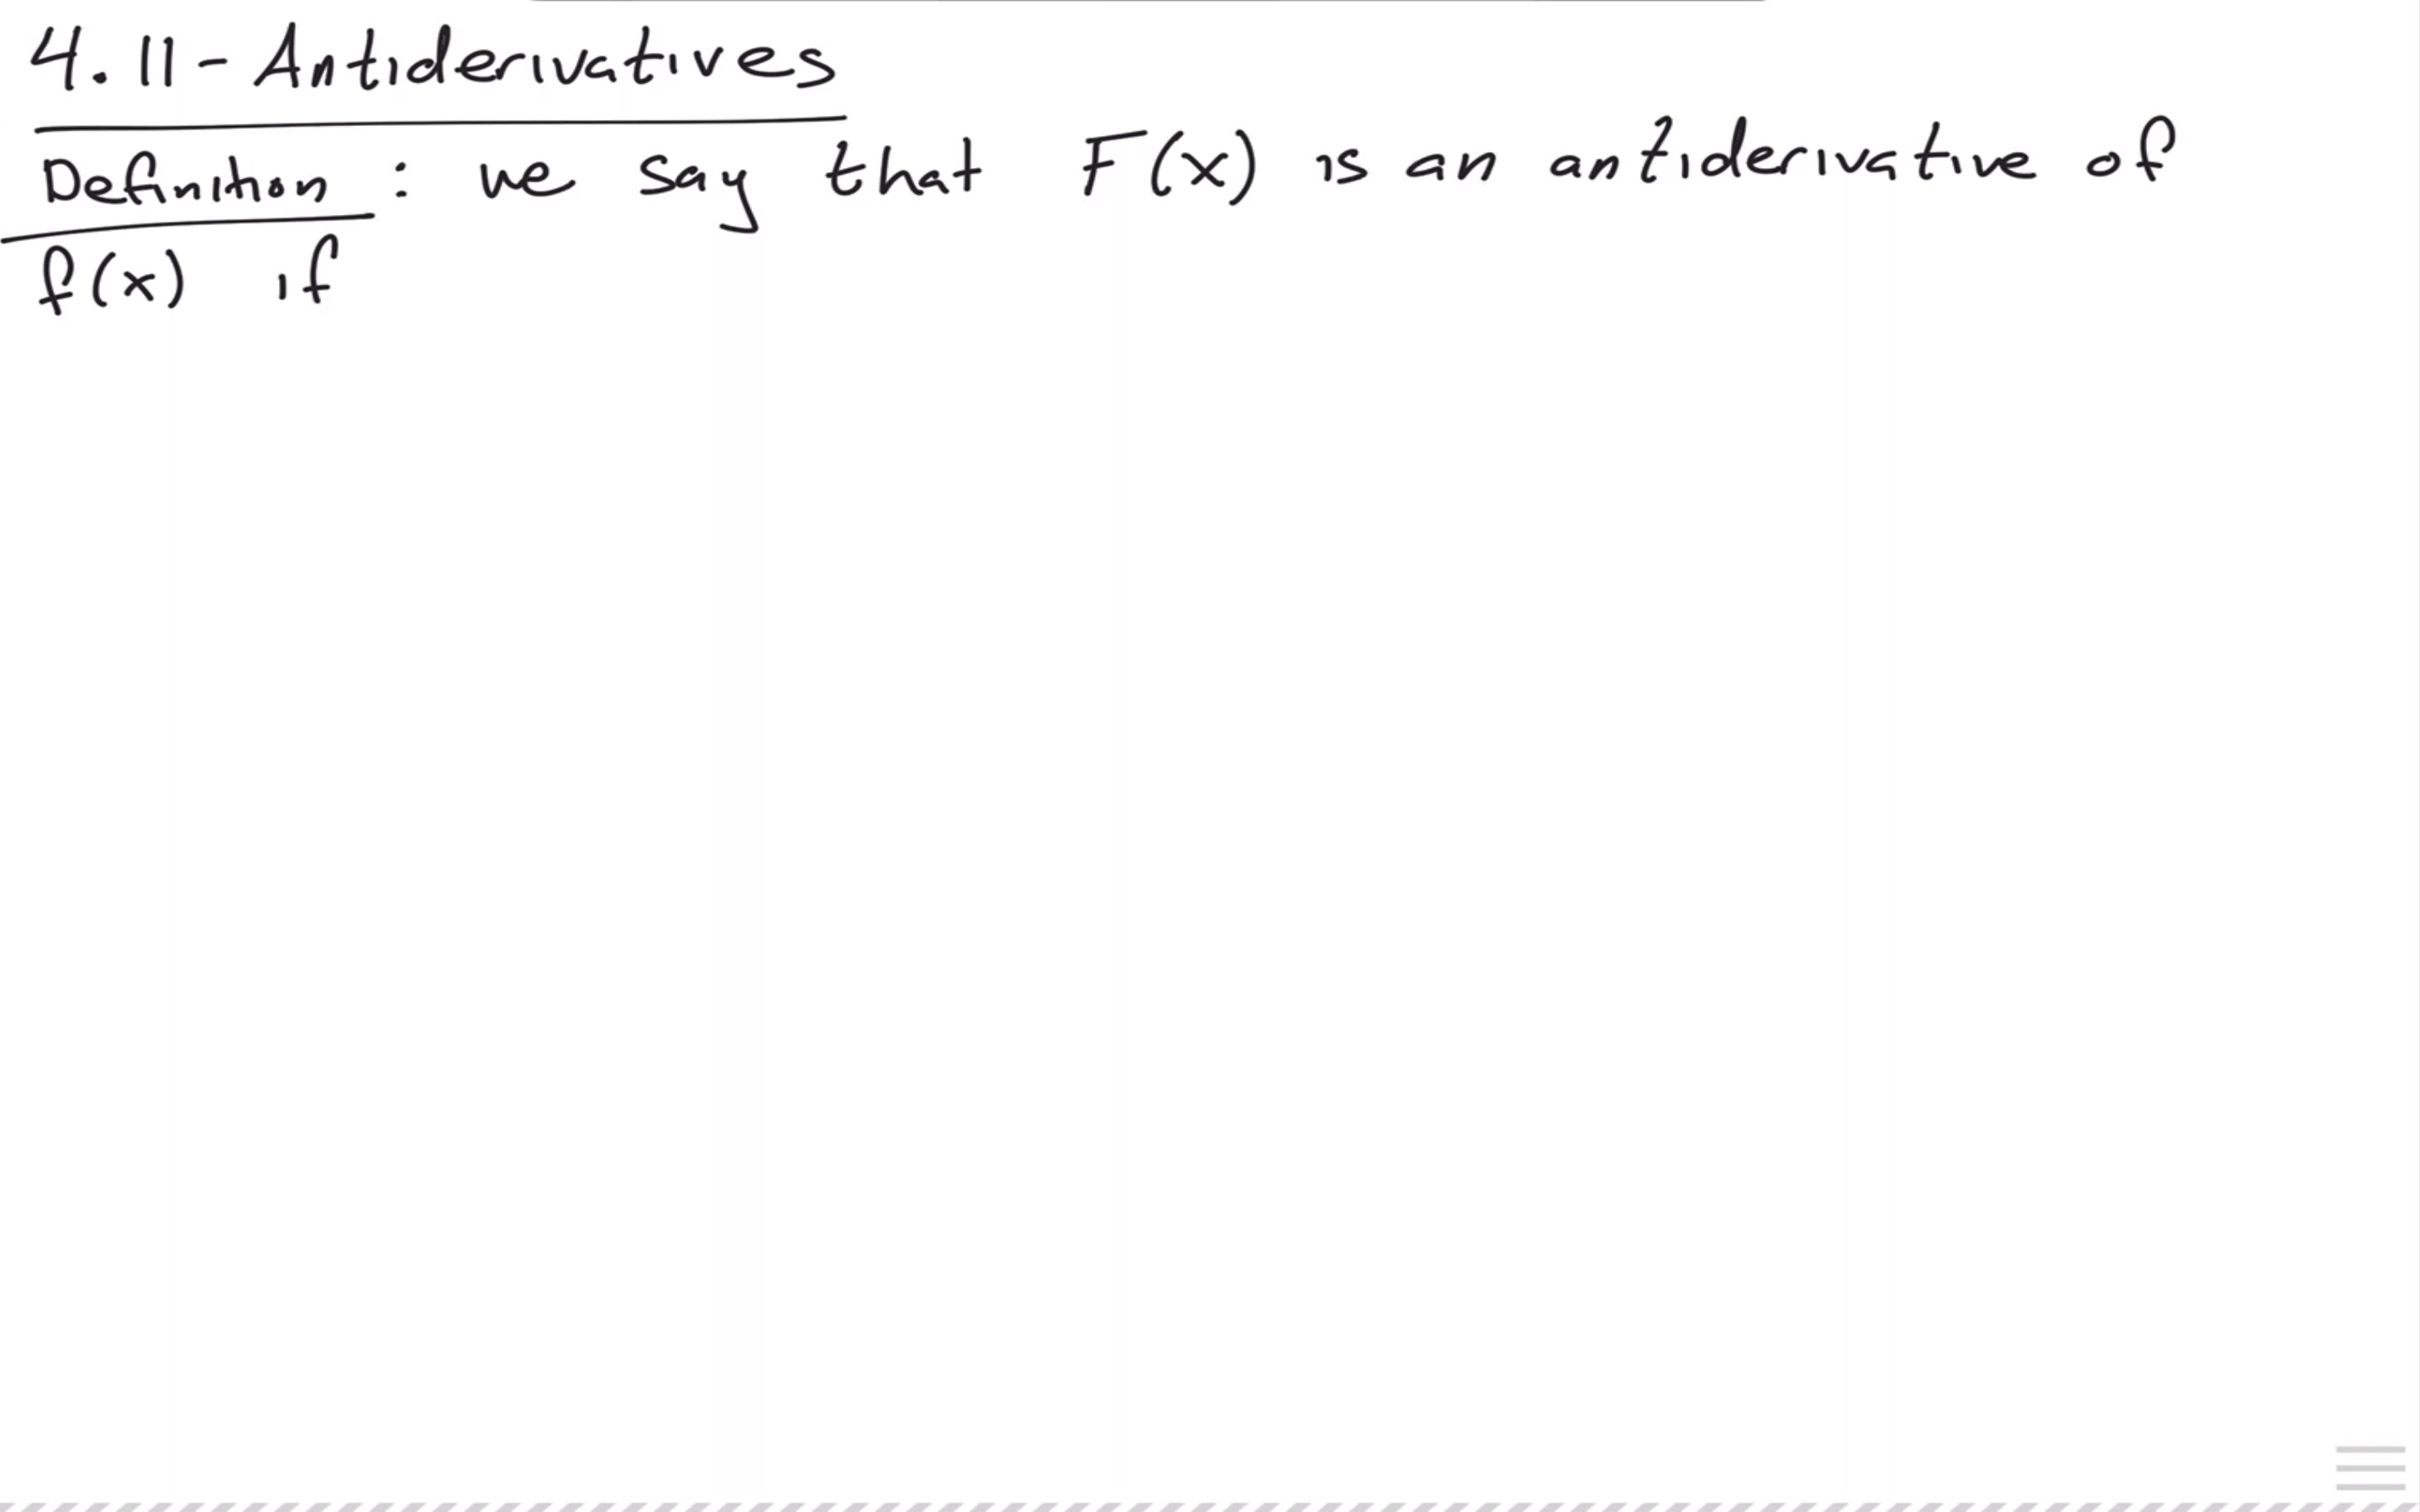 4.11 - Antiderivatives
Definition : we say that F(x) is an antiderivative of
f(x) if